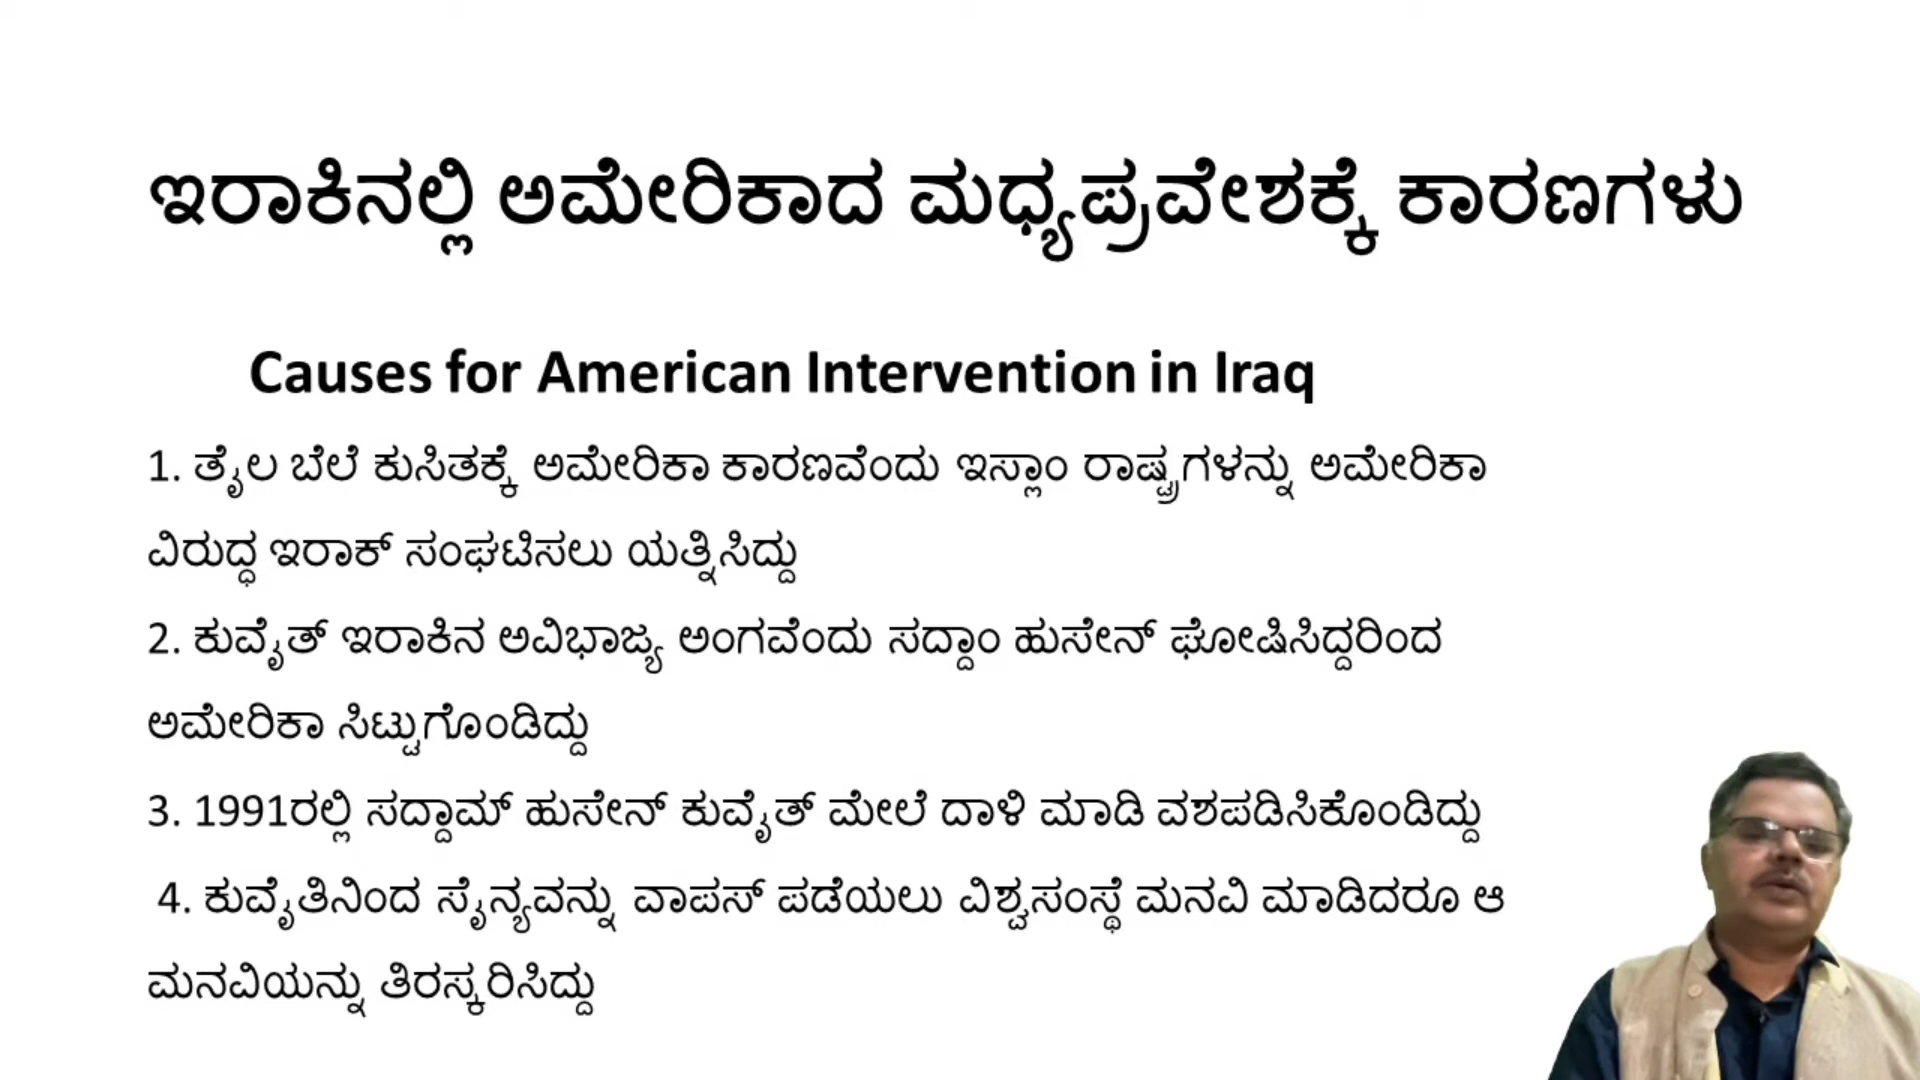 ಇರಾಕಿನಲ್ಲಿ ಅಮೇರಿಕಾದ ಮಧ್ಯಪ್ರವೇಶಕ್ಕೆ ಕಾರಣಗಳು
Causes for American Intervention in Iraq
1. ತೈಲ ಬೆಲೆ ಕುಸಿತಕ್ಕೆ ಅಮೇರಿಕಾ ಕಾರಣವೆಂದು ಇಸ್ಲಾಂ ರಾಷ್ಟ್ರಗಳನ್ನು ಅಮೇರಿಕಾ
ವಿರುದ್ಧ ಇರಾಕ್ ಸಂಘಟಿಸಲು ಯತ್ನಿಸಿದ್ದು
2. ಕುವೈತ್ ಇರಾಕಿನ ಅವಿಭಾಜ್ಯ ಅಂಗವೆಂದು ಸದ್ದಾಂ ಹುಸೇನ್ ಘೋಷಿಸಿದ್ದರಿಂದ
ಅಮೇರಿಕಾ ಸಿಟ್ಟುಗೊಂಡಿದ್ದು
3. 1991ರಲ್ಲಿ ಸದ್ದಾಮ್ ಹುಸೇನ್ ಕುವೈತ್ ಮೇಲೆ ದಾಳಿ ಮಾಡಿ ವಶಪಡಿಸಿಕೊಂಡಿದ್ದು
4. ಕುವೈತಿನಿಂದ ಸೈನ್ಯವನ್ನು ವಾಪಸ್ ಪಡೆಯಲು ವಿಶ್ವಸಂಸ್ಥೆ ಮನವಿ ಮಾಡಿದರೂ ಆ
ಮನವಿಯನ್ನು ತಿರಸ್ಕರಿಸಿದ್ದು